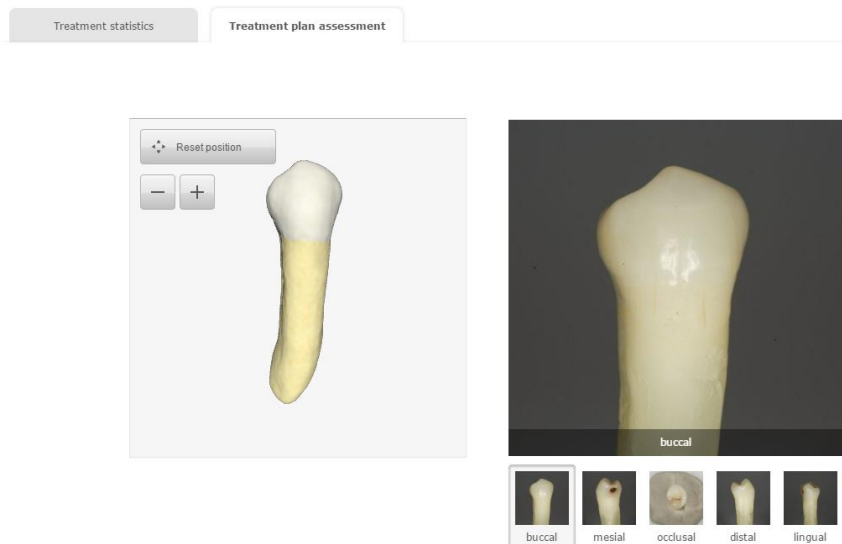 Treatment statistics
Treatment plan assessment
Reset position
buccal
buccal
mesial
occlusal
distal
lingual